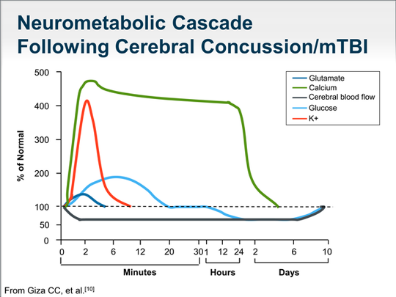 Neurometabolic Cascade
Following Cerebral Concussion/mTBI
500
400
300
200
100
50
0
% of Normal
Glutamate
Calcium
Cerebral blood flow
Glucose
K+
0 2 6 12 20 30 1 12 24 2 6 10
Minutes Hours Days
From Giza CC, et al.[10]